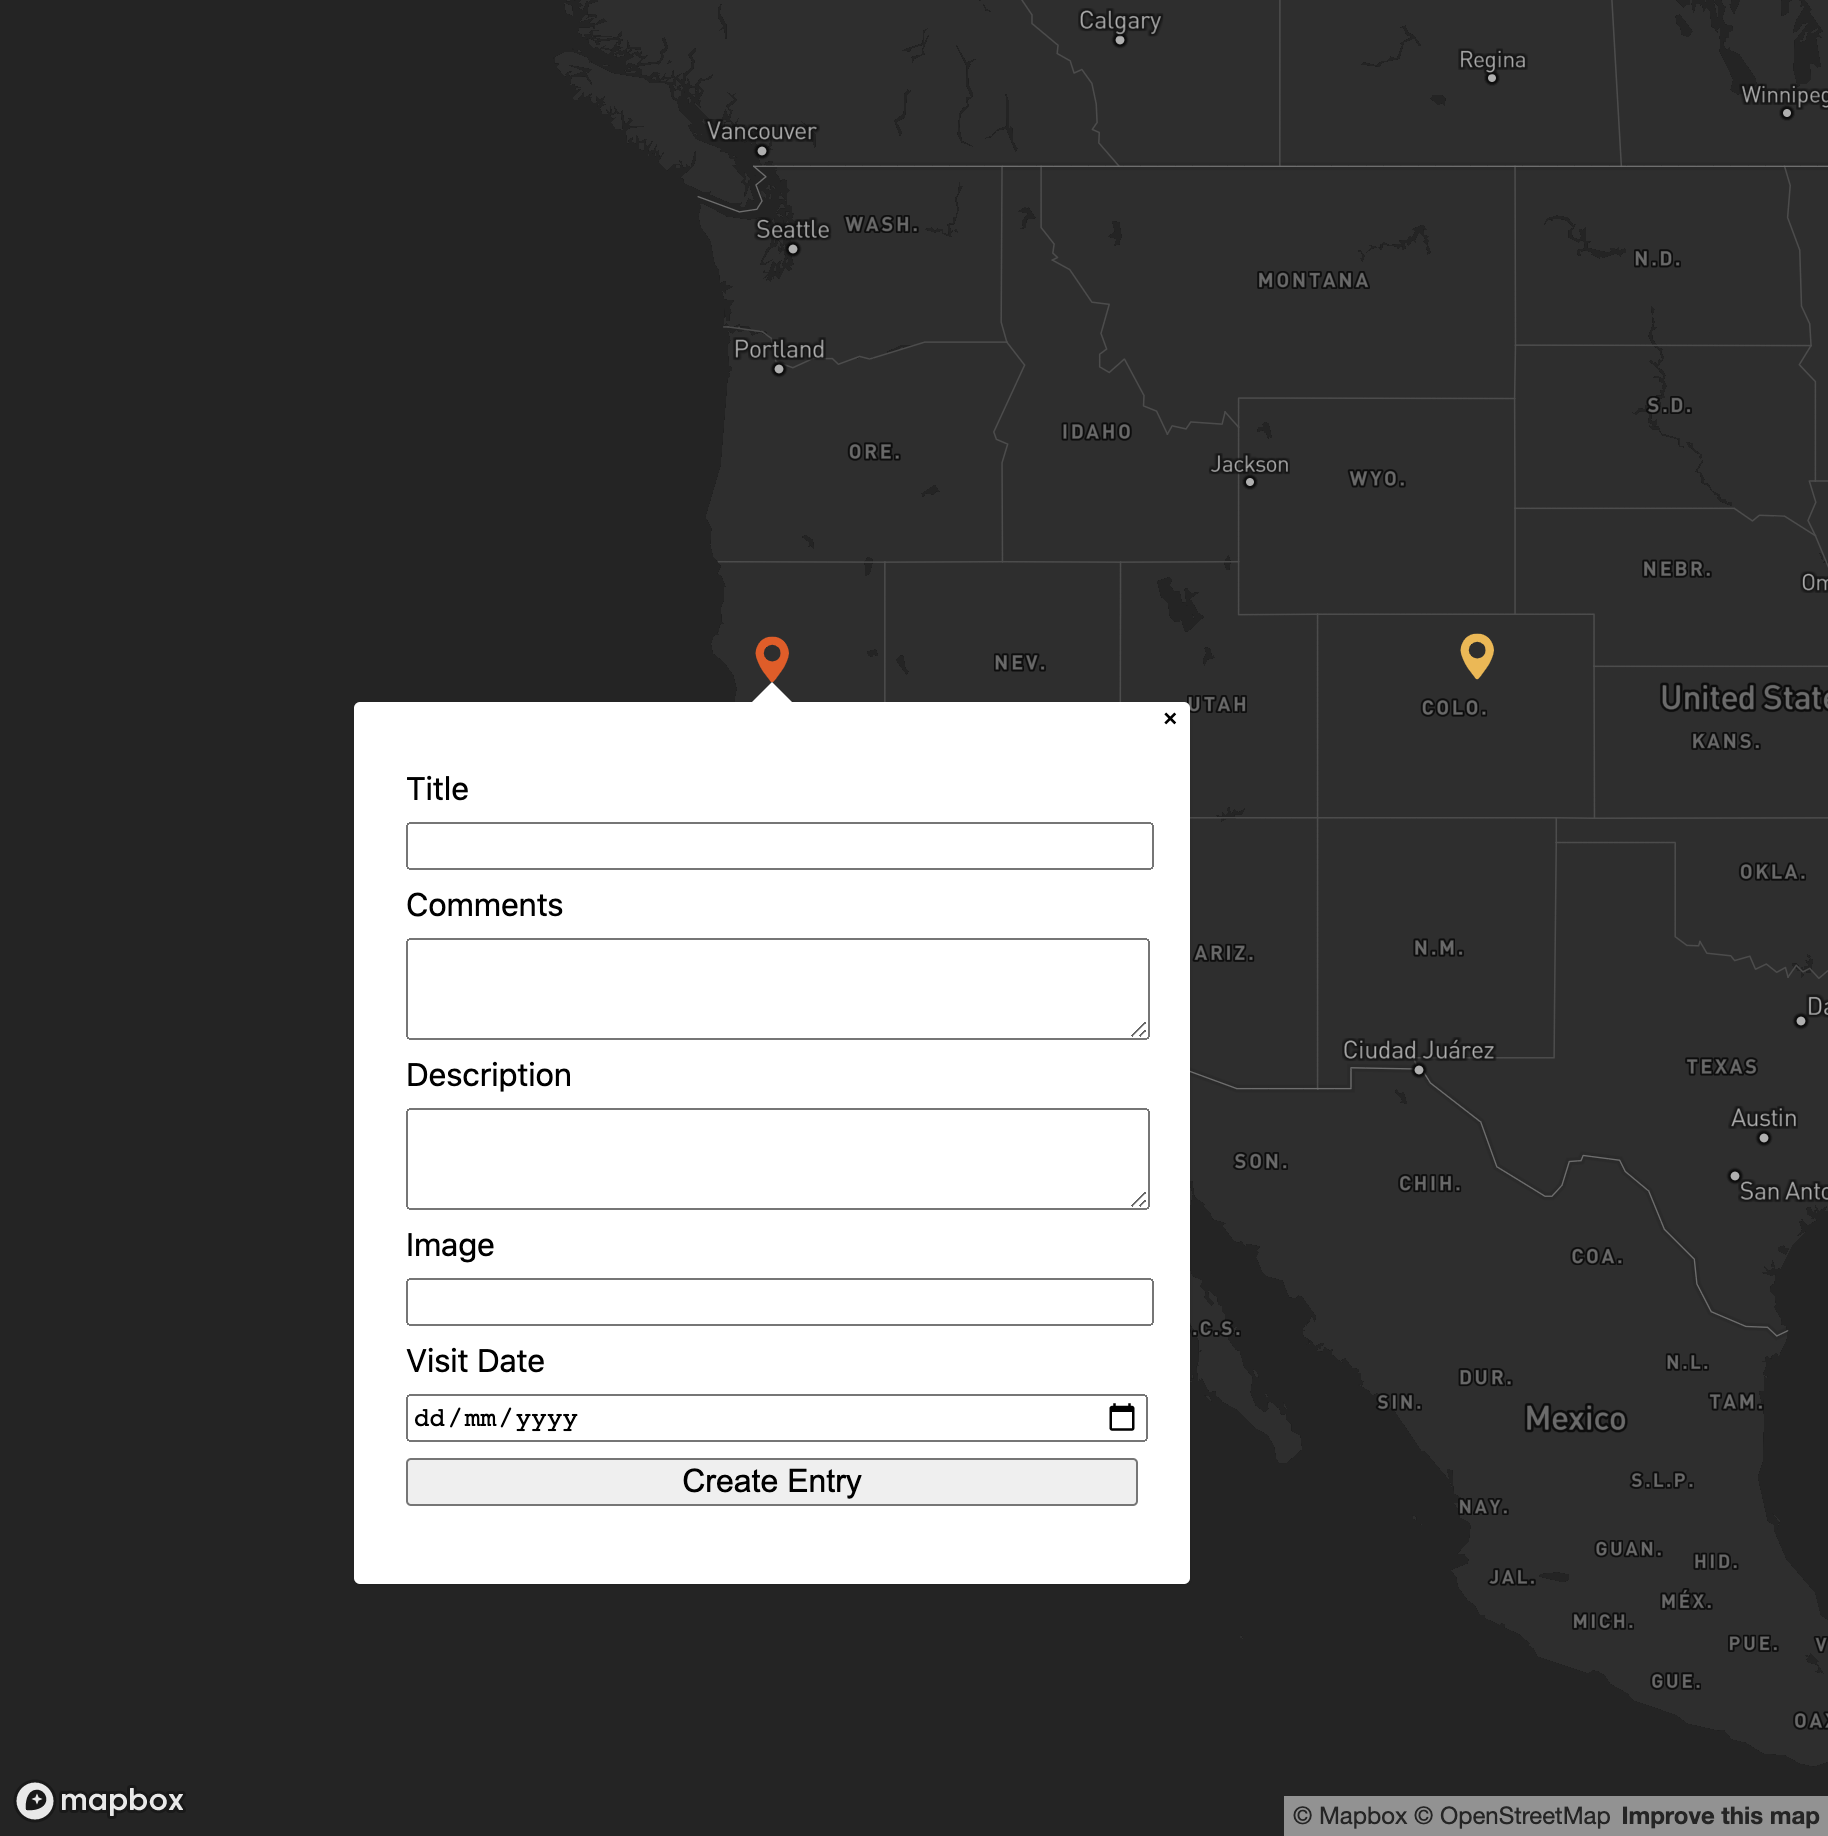 Calgary
Regina
Winnipeg
Vancouver
Seattle
WASH.
MONTANA
N.D.
Portland
S.D.
IDAHO
ORE.
Jackson
WYO.
NEBR.
Om
NEV.
UTAH
COLO.
United State
KANS.
×
Title
Comments
Description
Image
Visit Date
dd/mm/yyyy
Create Entry
OKLA.
ARIZ.
N.M.
Da
Ciudad Juárez
TEXAS
Austin
SON.
CHIH.
San Anto
COA.
.C.S.
N.L.
DUR.
SIN.
TAM.
Mexico
S.L.P.
NAY.
GUAN.
HID.
JAL.
MÉX.
MICH.
PUE.
V
GUE.
OAX
mapbox
© Mapbox © OpenStreetMap Improve this map